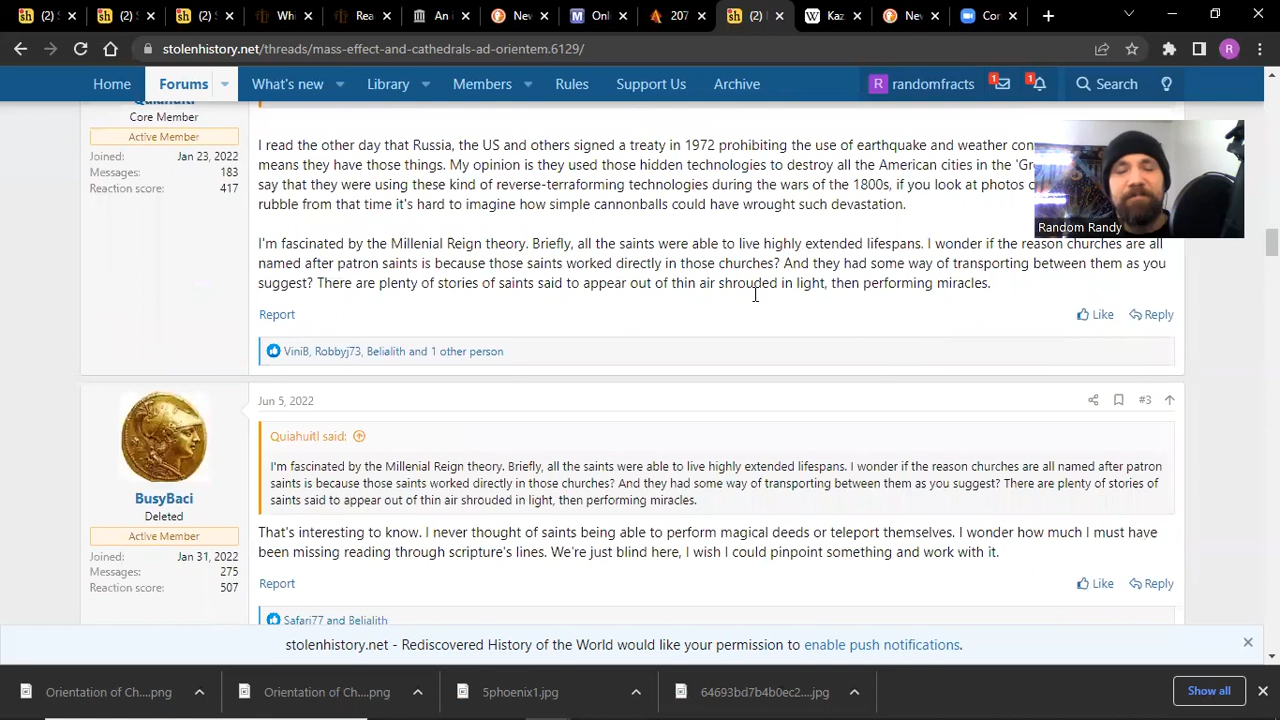 (2) S
(2) S
(2) S
Whi
Rea
An i
New
Onli
207
(2) I
Kaz
New
Con
stolenhistory.net/threads/mass-effect-and-cathedrals-ad-orientem.6129/
R
Home
Forums
What's new
Library
Members
Rules
Support Us
Archive
R
randomfracts
1
1
Search
Quiahuitl
Core Member
Active Member
Joined: Jan 23, 2022
Messages: 183
Reaction score: 417
I read the other day that Russia, the US and others signed a treaty in 1972 prohibiting the use of earthquake and weather con
means they have those things. My opinion is they used those hidden technologies to destroy all the American cities in the 'Gr
say that they were using these kind of reverse-terraforming technologies during the wars of the 1800s, if you look at photos o
rubble from that time it's hard to imagine how simple cannonballs could have wrought such devastation.
Random Randy
I'm fascinated by the Millenial Reign theory. Briefly, all the saints were able to live highly extended lifespans. I wonder if the reason churches are all
named after patron saints is because those saints worked directly in those churches? And they had some way of transporting between them as you
suggest? There are plenty of stories of saints said to appear out of thin air shrouded in light, then performing miracles.
Report
Like
Reply
ViniB, Robbyj73, Belialith and 1 other person
Jun 5, 2022
#3
Quiahuitl said:
I'm fascinated by the Millenial Reign theory. Briefly, all the saints were able to live highly extended lifespans. I wonder if the reason churches are all named after patron
saints is because those saints worked directly in those churches? And they had some way of transporting between them as you suggest? There are plenty of stories of
saints said to appear out of thin air shrouded in light, then performing miracles.
BusyBaci
Deleted
Active Member
Joined: Jan 31, 2022
Messages: 275
Reaction score: 507
That's interesting to know. I never thought of saints being able to perform magical deeds or teleport themselves. I wonder how much I must have
been missing reading through scripture's lines. We're just blind here, I wish I could pinpoint something and work with it.
Report
Like
Reply
Safari77 and Belialith
stolenhistory.net - Rediscovered History of the World would like your permission to enable push notifications.
Orientation of Ch....png
Orientation of Ch....png
5phoenix1.jpg
64693bd7b4b0ec2....jpg
Show all